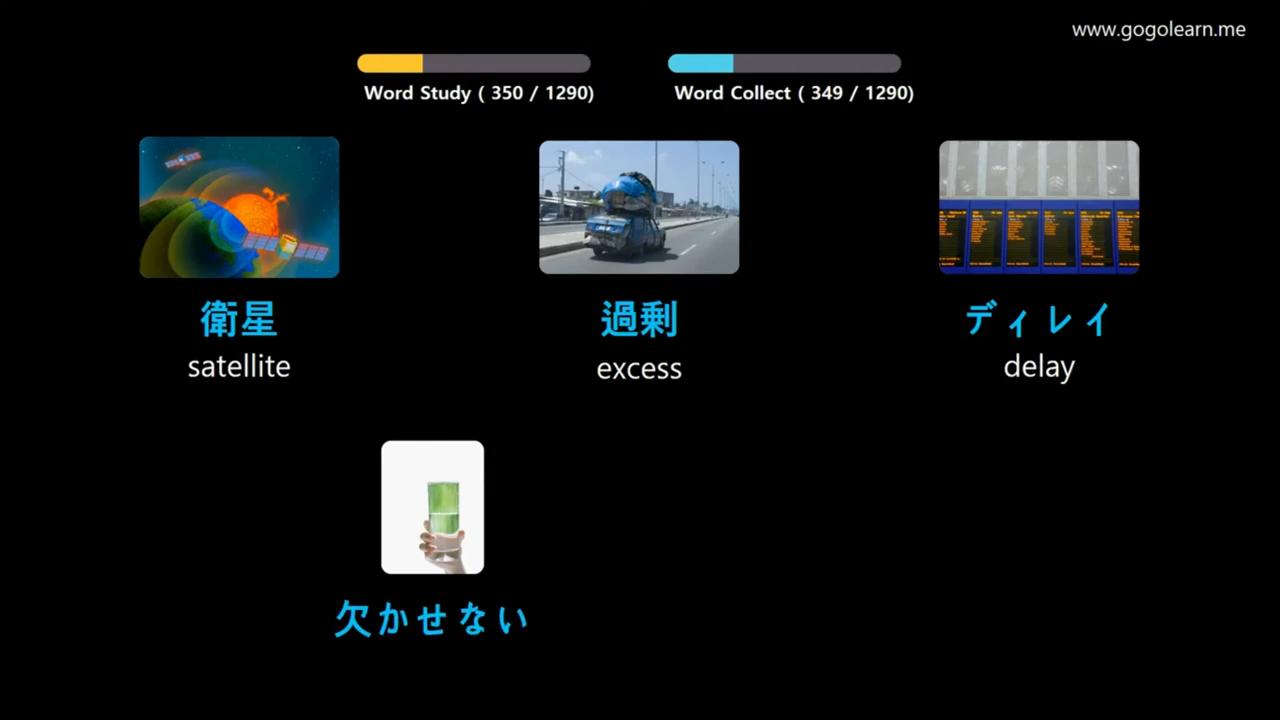 www.gogolearn.me
Word Study ( 350 / 1290)
Word Collect ( 349 / 1290)
衛星
satellite
過剰
excess
ディレイ
delay
欠かせない